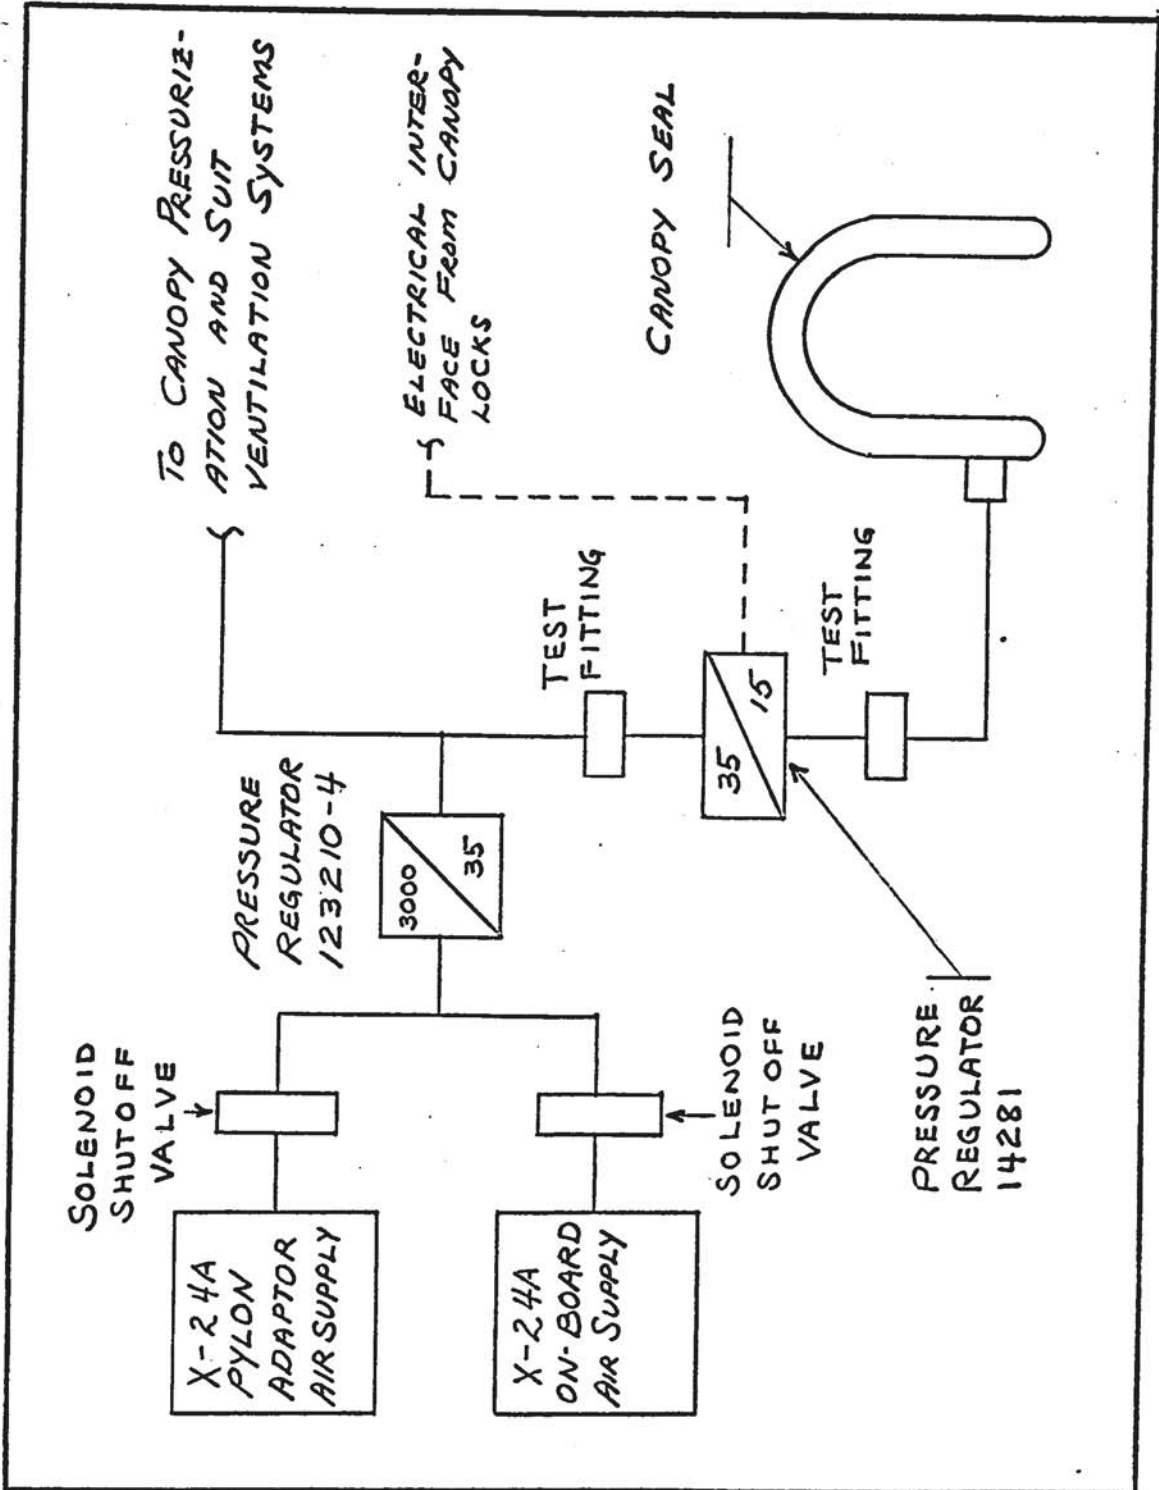 TO CANOPY PRESSURIZ-
ATION AND SUIT
VENTILATION SYSTEMS
ELECTRICAL INTER-
FACE FROM CANOPY
LOCKS
CANOPY SEAL
TEST
FITTING
35
15
TEST
FITTING
PRESSURE
REGULATOR
123210-4
3000
35
SOLENOID
SHUTOFF
VALVE
SOLENOID
SHUT OFF
VALVE
PRESSURE
REGULATOR
14281
X-24A
PYLON
ADAPTOR
AIR SUPPLY
X-24A
ON-BOARD
AIR SUPPLY